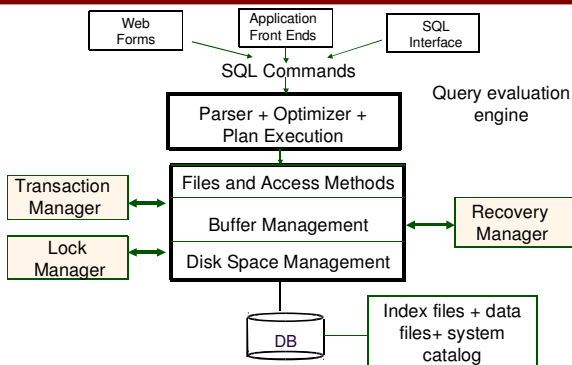 Web
Forms
Application
Front Ends
SQL
Interface
SQL Commands
Query evaluation
engine
Parser + Optimizer +
Plan Execution
Transaction
Manager
Files and Access Methods
Buffer Management
Recovery
Manager
Lock
Manager
Disk Space Management
DB
Index files + data
files+ system
catalog